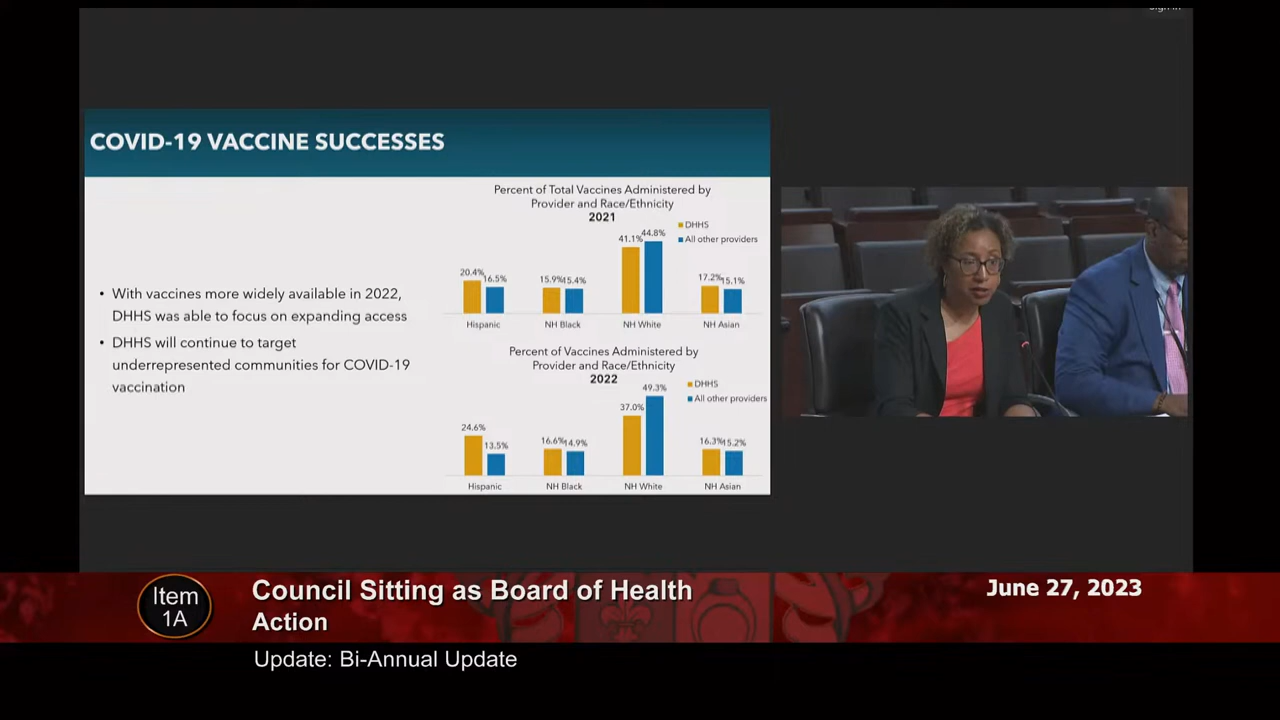 Sign in
COVID-19 VACCINE SUCCESSES
• With vaccines more widely available in 2022,
DHHS was able to focus on expanding access
• DHHS will continue to target
underrepresented communities for COVID-19
vaccination
Percent of Total Vaccines Administered by
Provider and Race/Ethnicity
2021
DHHS
All other providers
20.4% 16.5% 15.9% 15.4% 41.1% 44.8% 17.2% 15.1%
Hispanic NH Black NH White NH Asian
Percent of Vaccines Administered by
Provider and Race/Ethnicity
2022
DHHS
All other providers
24.6% 13.5% 16.6% 14.9% 37.0% 49.3% 16.3% 15.2%
Hispanic NH Black NH White NH Asian
Item
1A
Council Sitting as Board of Health
Action
June 27, 2023
Update: Bi-Annual Update